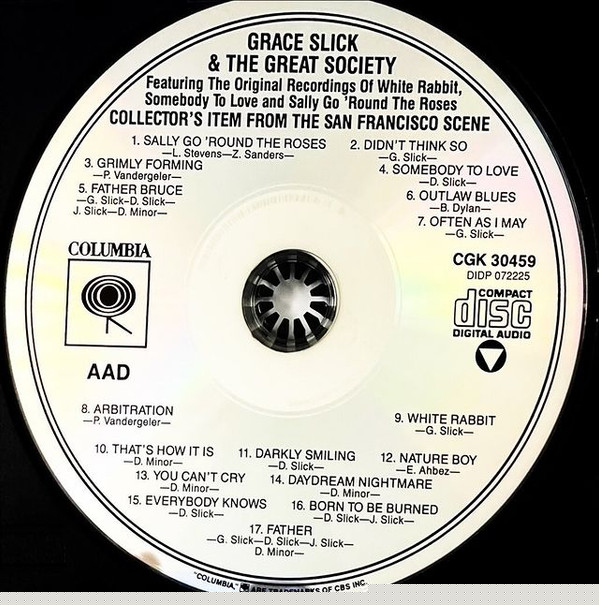 GRACE SLICK
& THE GREAT SOCIETY
Featuring The Original Recordings Of White Rabbit,
Somebody To Love and Sally Go 'Round The Roses
COLLECTOR'S ITEM FROM THE SAN FRANCISCO SCENE
1. SALLY GO 'ROUND THE ROSES
—L. Stevens—Z. Sanders—
2. DIDN'T THINK SO
—G. Slick—
3. GRIMLY FORMING
—P. Vandergeler—
4. SOMEBODY TO LOVE
—D. Slick—
5. FATHER BRUCE
—G. Slick—D. Slick—
J. Slick—D. Minor—
6. OUTLAW BLUES
—B. Dylan—
7. OFTEN AS I MAY
—G. Slick—
COLUMBIA
AAD
CGK 30459
DIDP 072225
COMPACT
disc
DIGITAL AUDIO
8. ARBITRATION
—P. Vandergeler—
9. WHITE RABBIT
—G. Slick—
10. THAT'S HOW IT IS
—D. Minor—
11. DARKLY SMILING
—D. Slick—
12. NATURE BOY
—E. Ahbez—
13. YOU CAN'T CRY
—D. Minor—
14. DAYDREAM NIGHTMARE
—D. Minor—
15. EVERYBODY KNOWS
—D. Slick—
16. BORN TO BE BURNED
—D. Slick—J. Slick—
17. FATHER
—G. Slick—D. Slick—J. Slick—
D. Minor—
"COLUMBIA," ARE TRADEMARKS OF CBS INC.